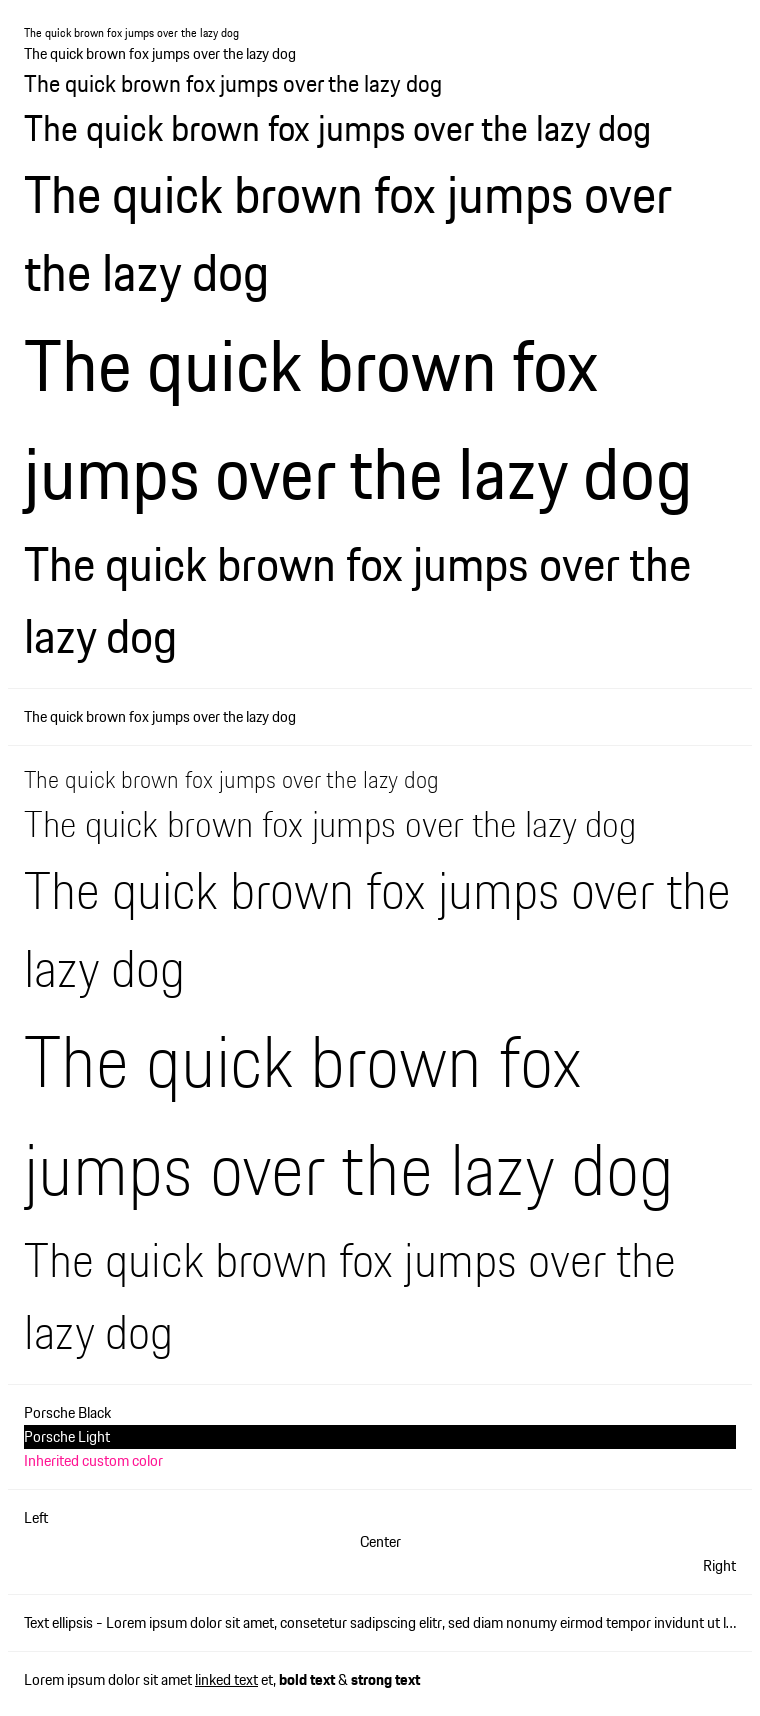 The quick brown fox jumps over the lazy dog
The quick brown fox jumps over the lazy dog
The quick brown fox jumps over the lazy dog
The quick brown fox jumps over the lazy dog
The quick brown fox jumps over
the lazy dog
The quick brown fox
jumps over the lazy dog
The quick brown fox jumps over the
lazy dog
The quick brown fox jumps over the lazy dog
The quick brown fox jumps over the lazy dog
The quick brown fox jumps over the lazy dog
The quick brown fox jumps over the
lazy dog
The quick brown fox
jumps over the lazy dog
The quick brown fox jumps over the
lazy dog
Porsche Black
Porsche Light
Inherited custom color
Left
Center
Right
Text ellipsis - Lorem ipsum dolor sit amet, consetetur sadipscing elitr, sed diam nonumy eirmod tempor invidunt ut l…
Lorem ipsum dolor sit amet linked text et, bold text & strong text